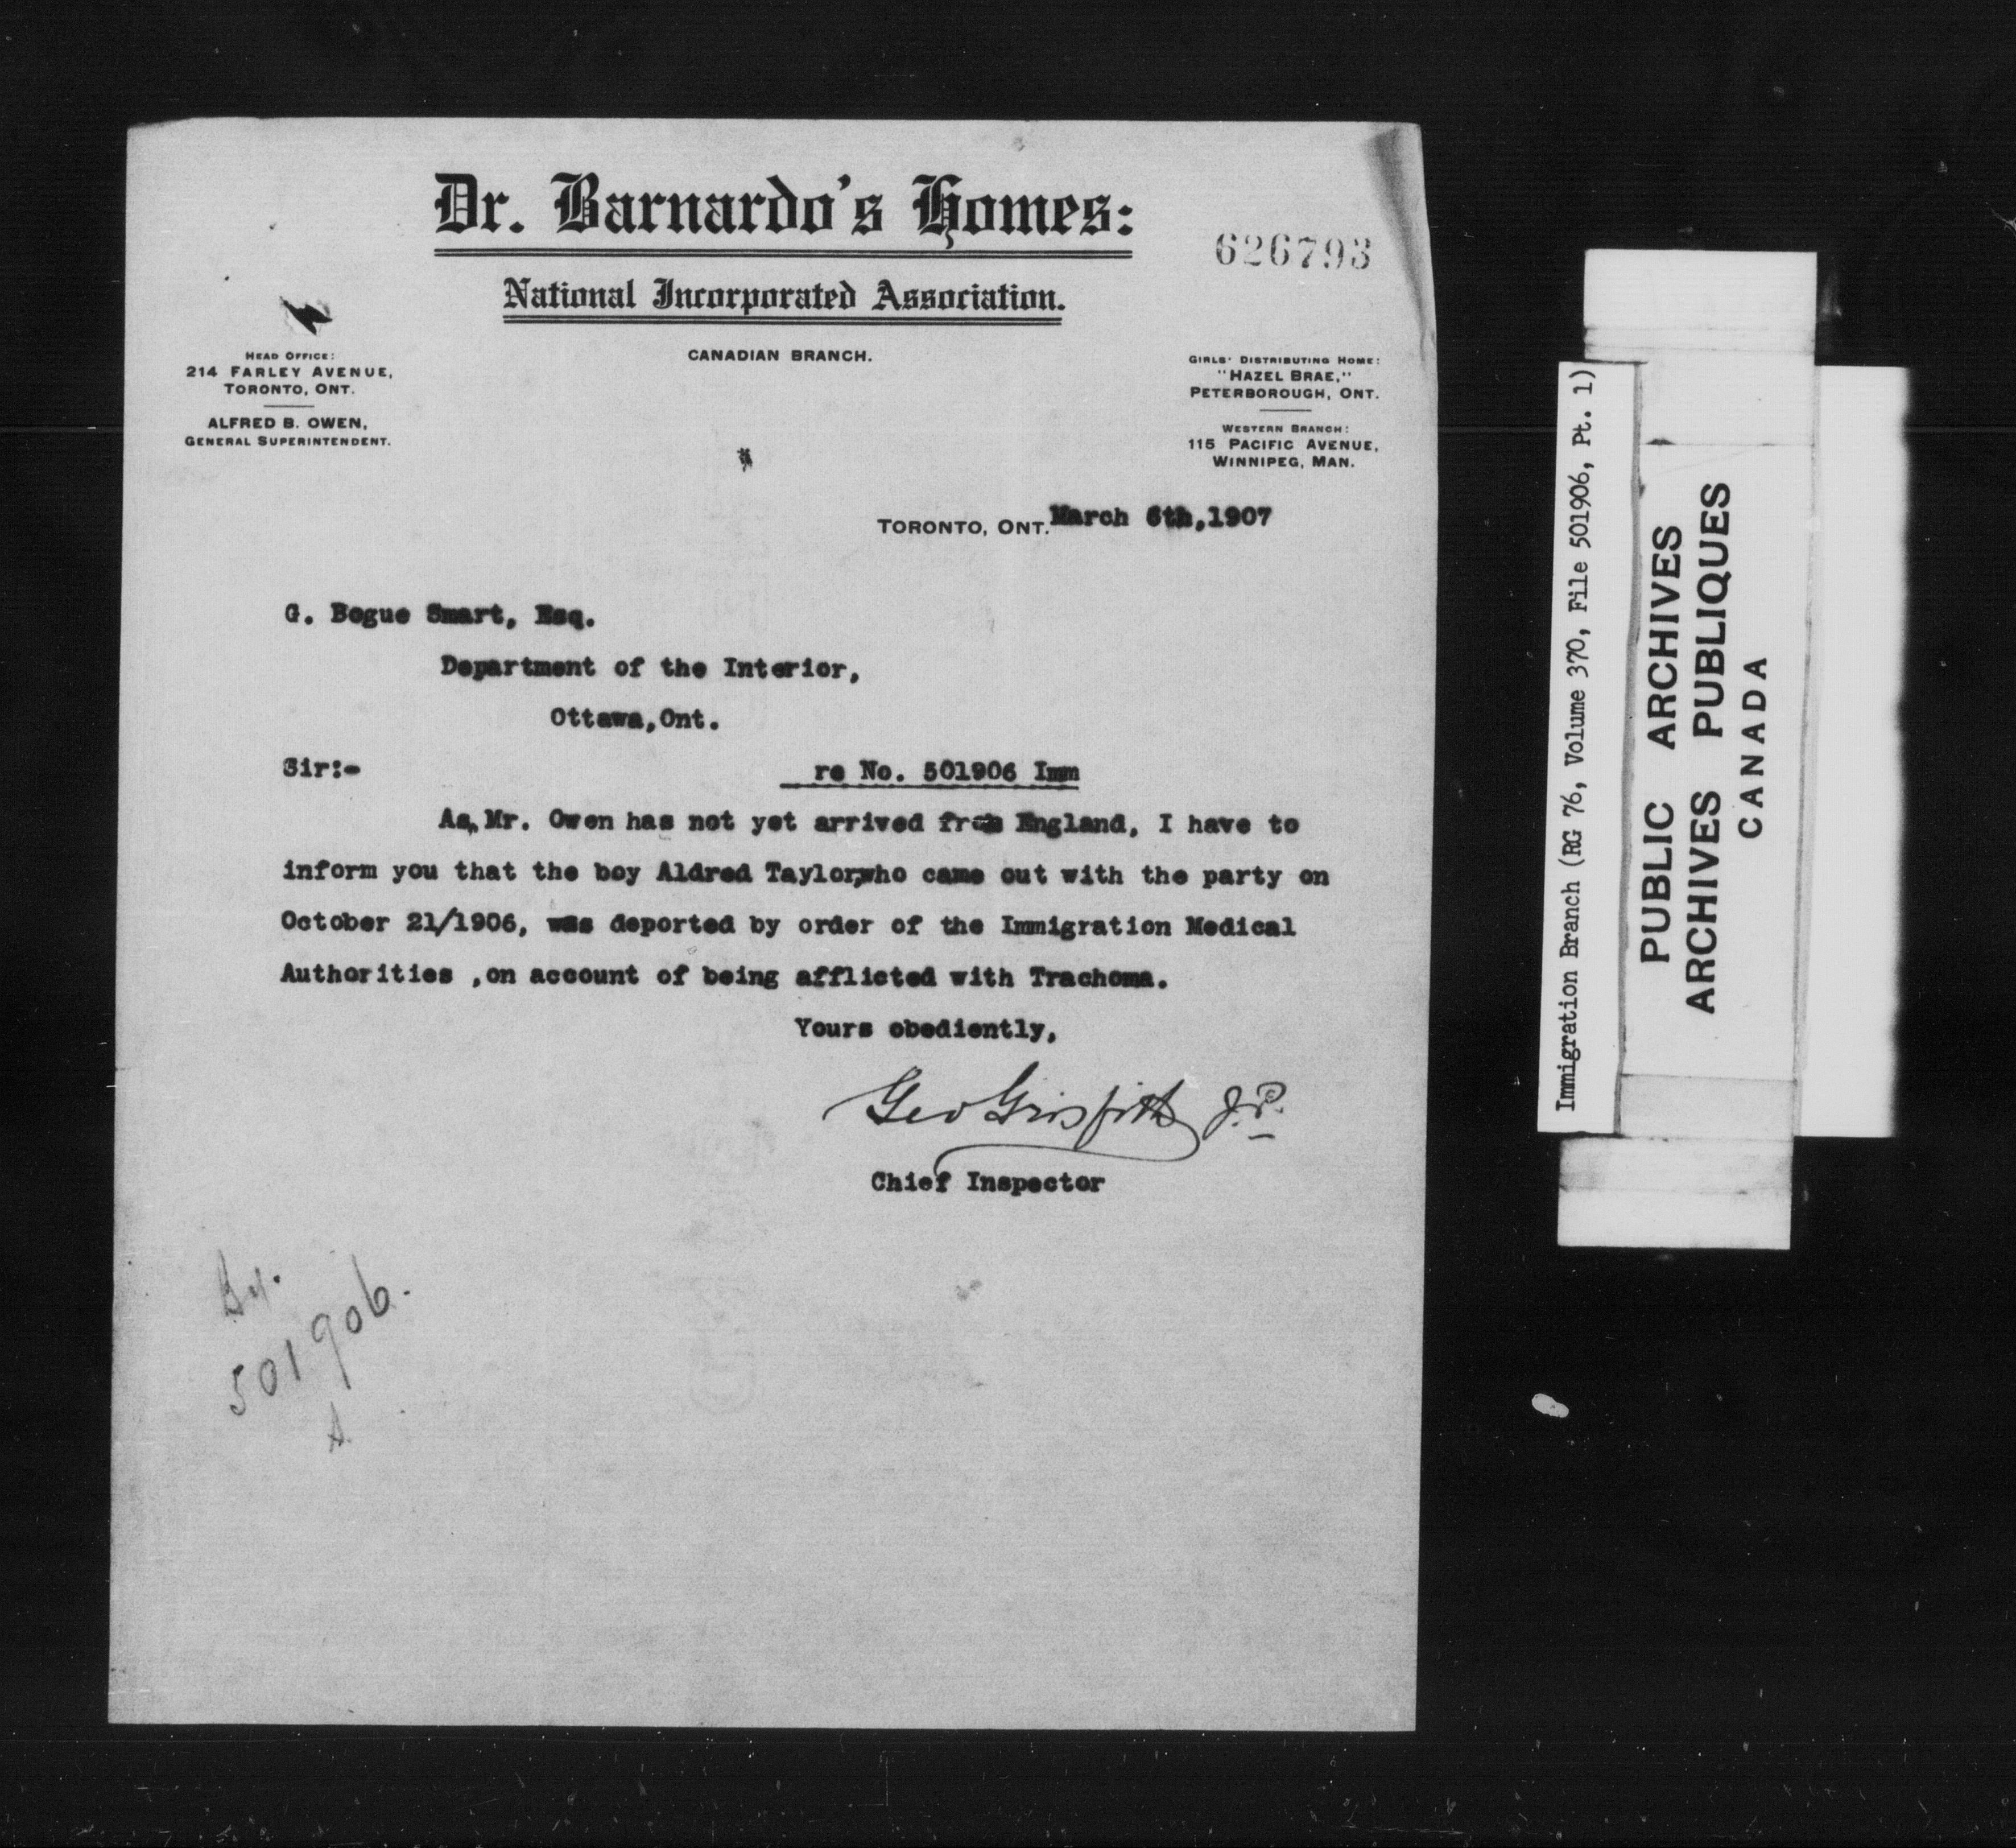 Dr. Barnardo's Homes:
626793
National Incorporated Association.
CANADIAN BRANCH.
HEAD OFFICE:
214 FARLEY AVENUE,
TORONTO, ONT.
ALFRED B. OWEN,
GENERAL SUPERINTENDENT.
GIRLS' DISTRIBUTING HOME:
"HAZEL BRAE,"
PETERBOROUGH, ONT.
WESTERN BRANCH:
115 PACIFIC AVENUE,
WINNIPEG, MAN.
TORONTO, ONT. March 6th,1907
G. Bogue Smart, Esq.
Department of the Interior,
Ottawa,Ont.
Sir:- re No. 501906 Imm
As, Mr. Owen has not yet arrived from England, I have to
inform you that the boy Aldred Taylor,who came out with the party on
October 21/1906, was deported by order of the Immigration Medical
Authorities ,on account of being afflicted with Trachoma.
Yours obediently,
Geo Griffith J.P.
Chief Inspector
501906.
Immigration Branch (RG 76, Volume 370, File 501906, Pt. 1)
PUBLIC ARCHIVES
ARCHIVES PUBLIQUES
CANADA